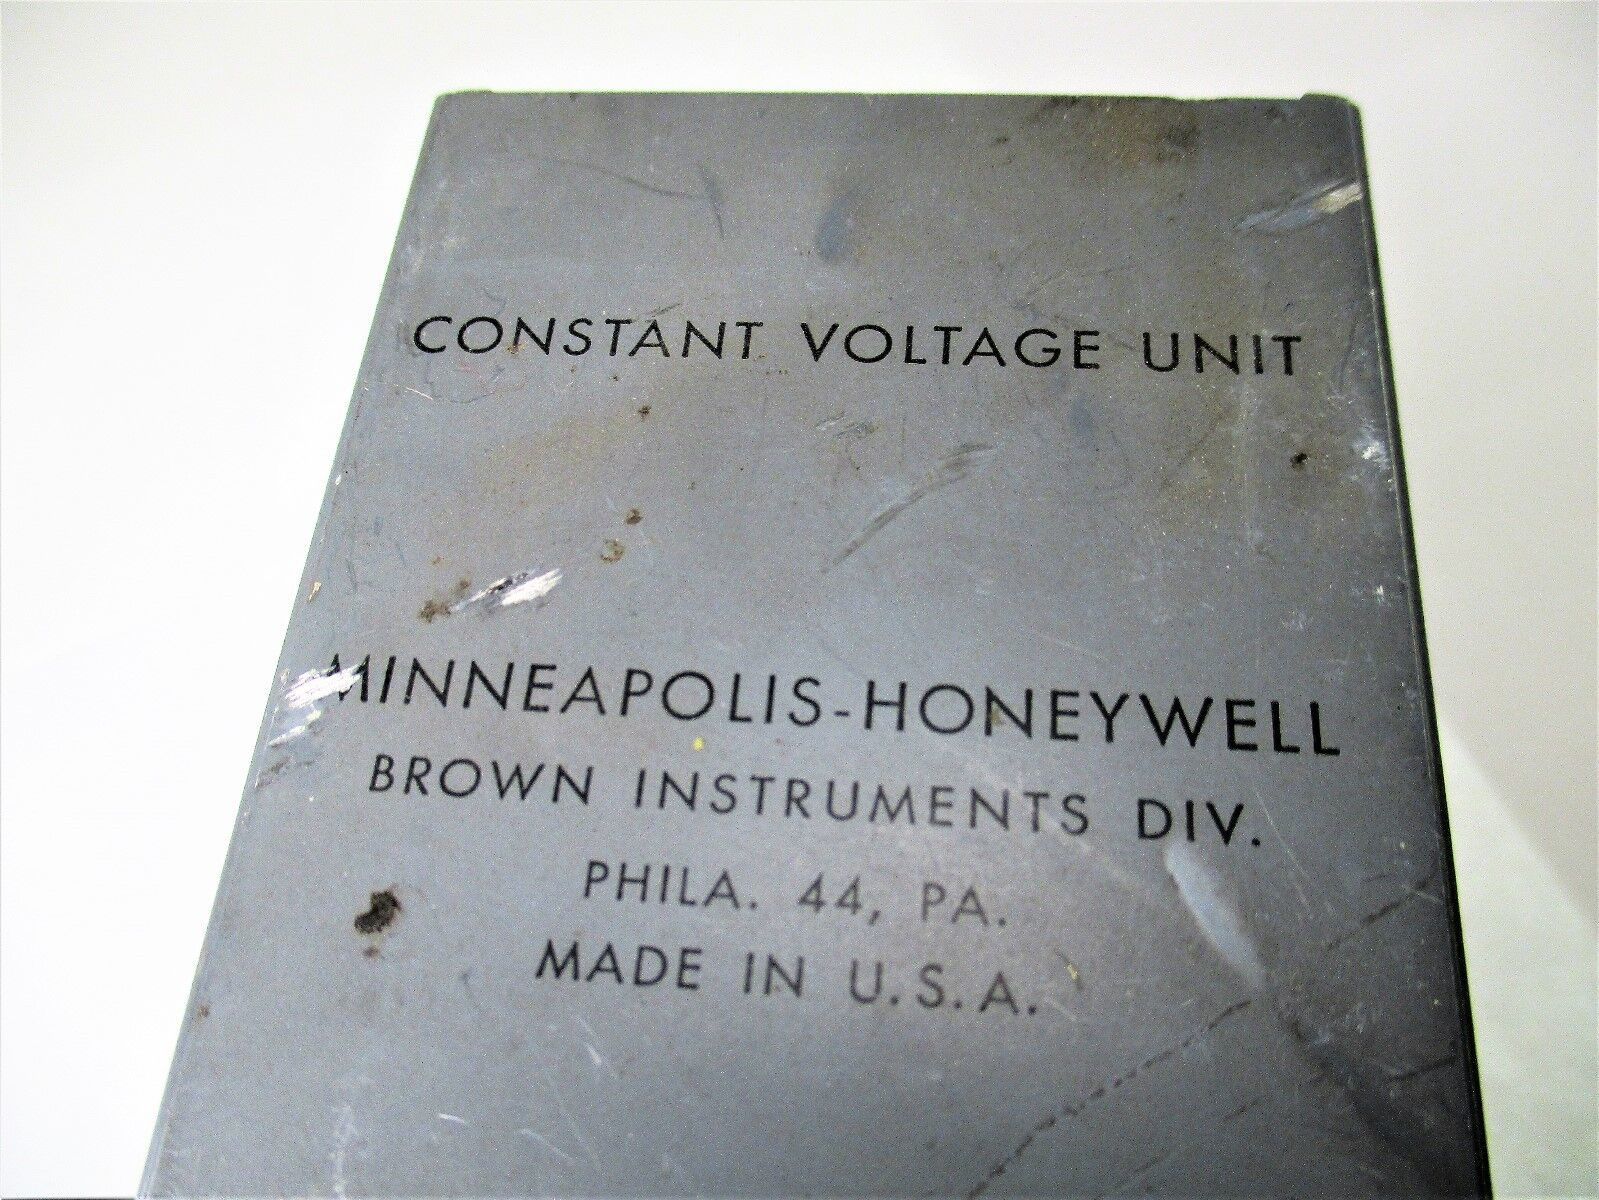 CONSTANT VOLTAGE UNIT
MINNEAPOLIS-HONEYWELL
BROWN INSTRUMENTS DIV.
PHILA. 44, PA.
MADE IN U.S.A.